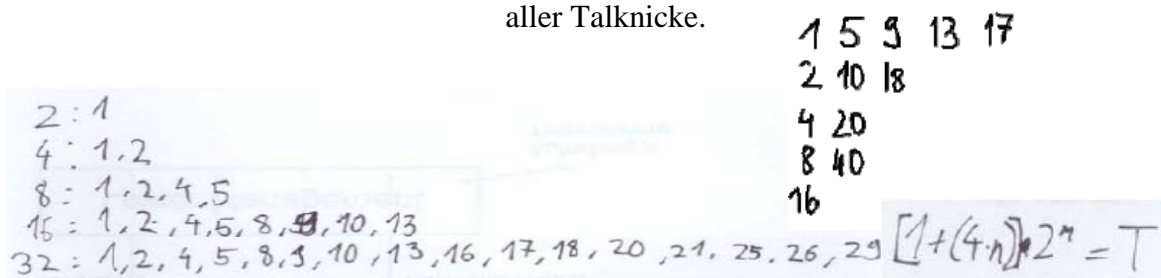 aller Talknicke.
1 5 9 13 17
2 10 18
4 20
8 40
16
2 : 1
4 : 1, 2
8 : 1, 2, 4, 5
16 : 1, 2, 4, 5, 8, 9, 10, 13
32 : 1, 2, 4, 5, 8, 9, 10, 13, 16, 17, 18, 20, 21. 25. 26, 29
[1+(4·n)]·2ⁿ = T